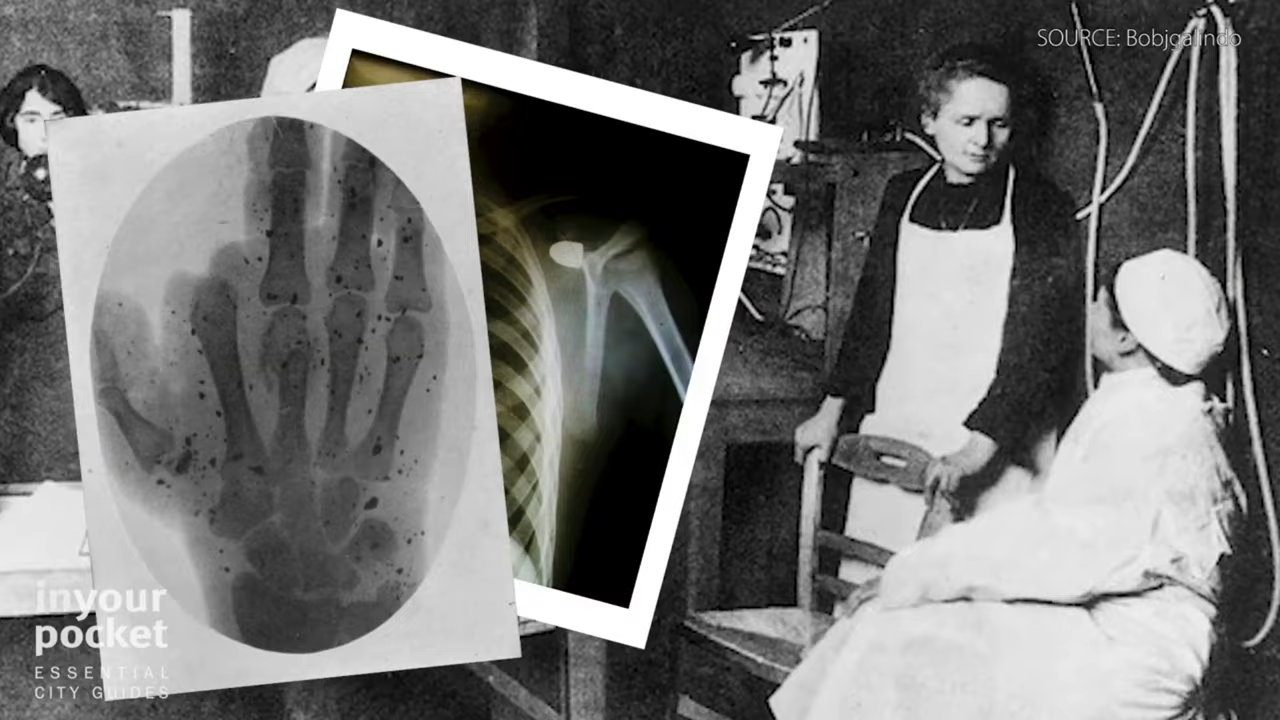 SOURCE: Bobjgalindo
inyour
pocket
ESSENTIAL
CITY GUIDES